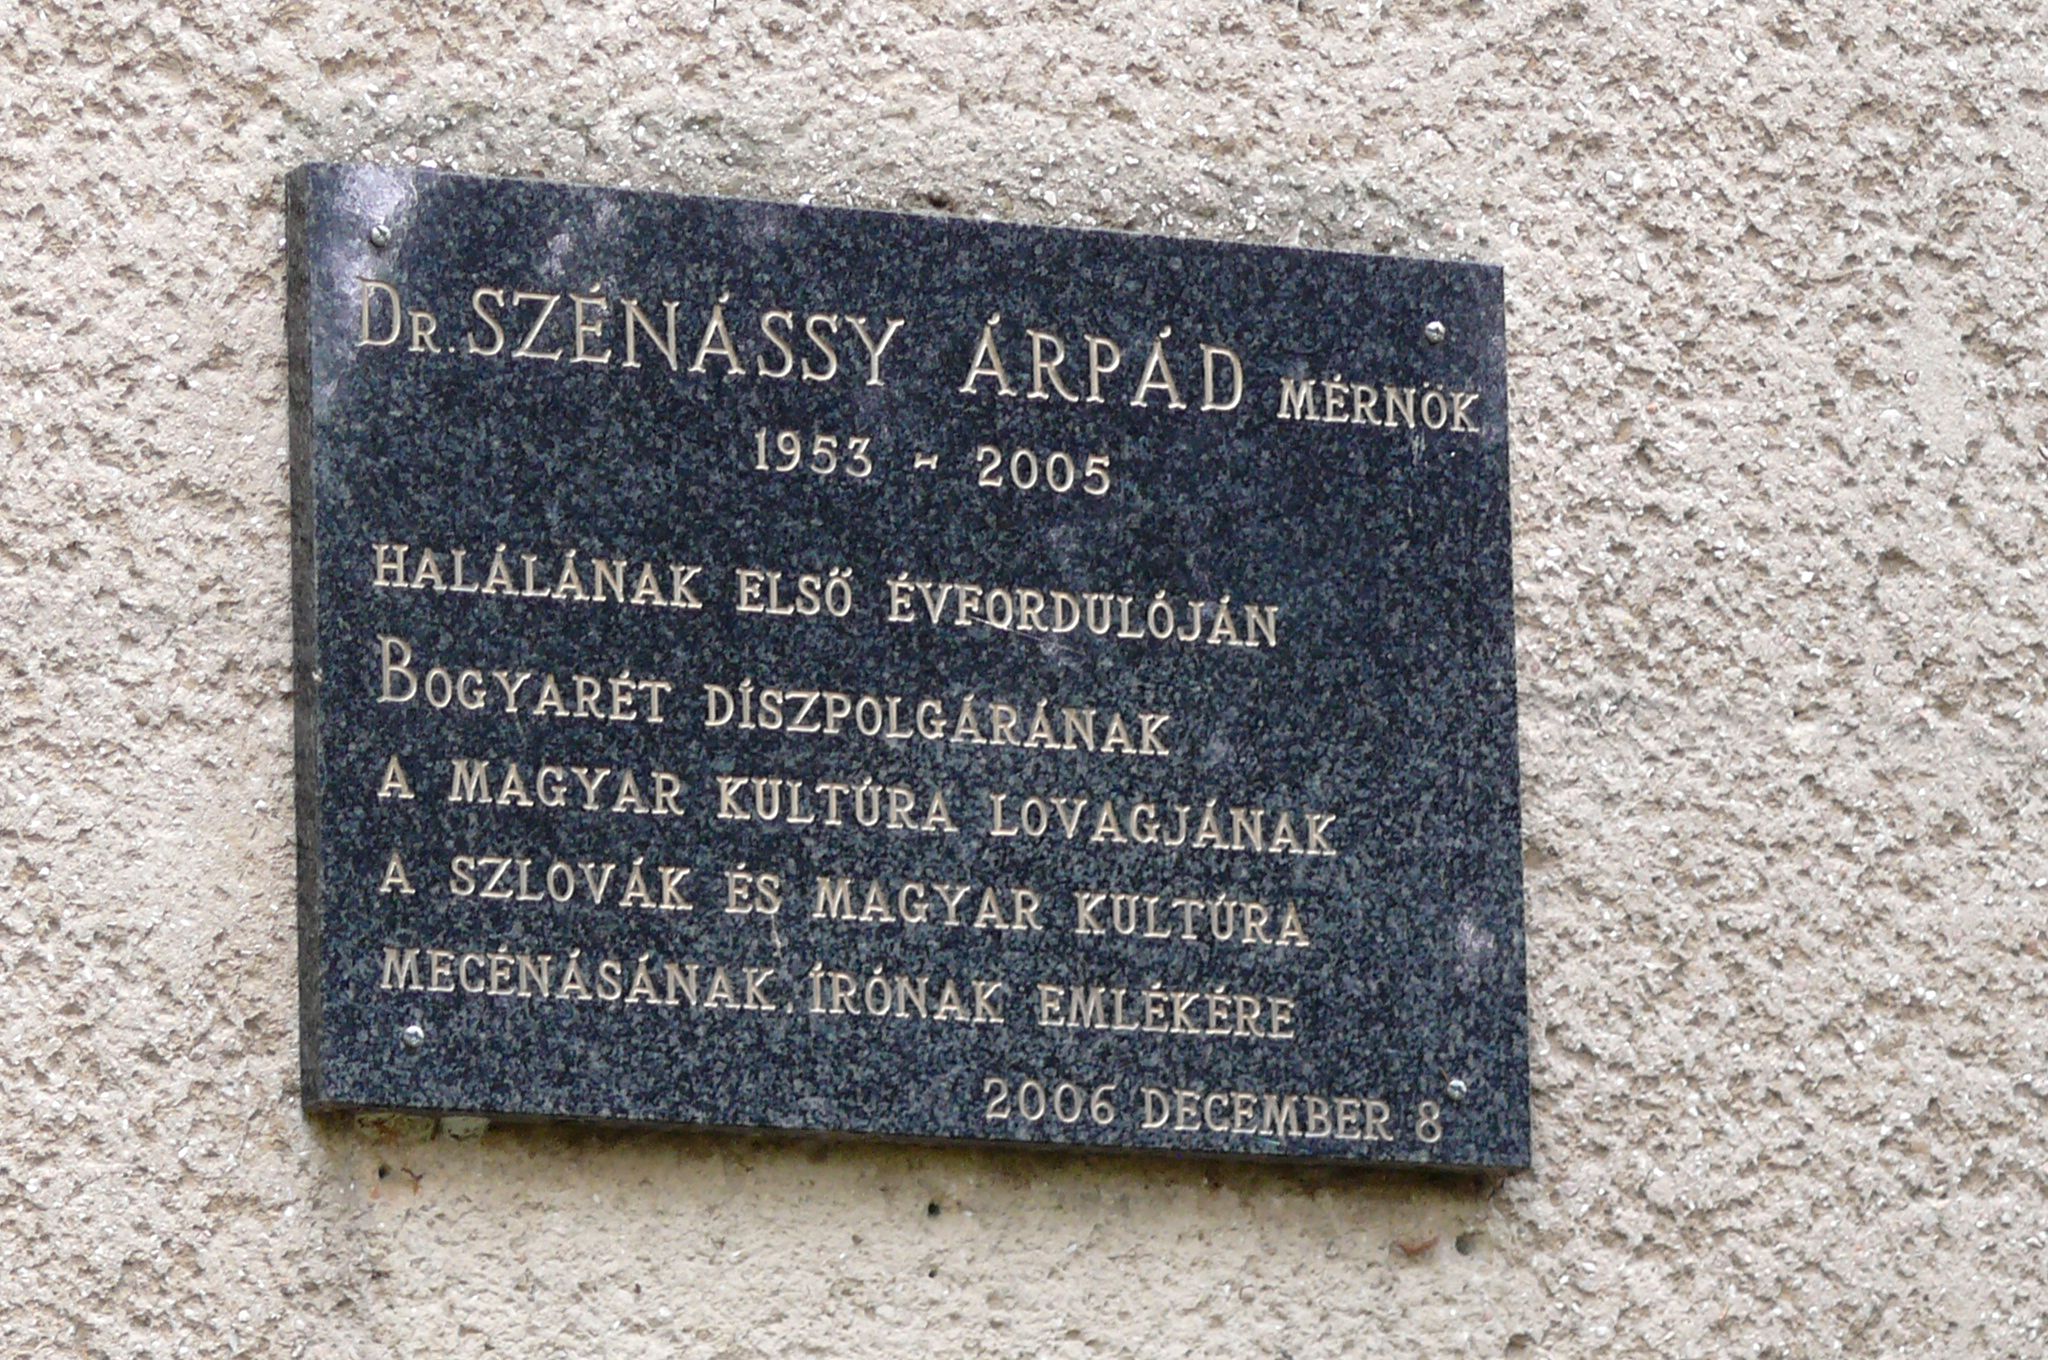 Dr. SZÉNÁSSY ÁRPÁD MÉRNÖK
1953 - 2005
HALÁLÁNAK ELSŐ ÉVFORDULÓJÁN
BOGYARÉT DÍSZPOLGÁRÁNAK
A MAGYAR KULTÚRA LOVAGJÁNAK
A SZLOVÁK ÉS MAGYAR KULTÚRA
MECÉNÁSÁNAK, ÍRÓNAK EMLÉKÉRE
2006 DECEMBER 8